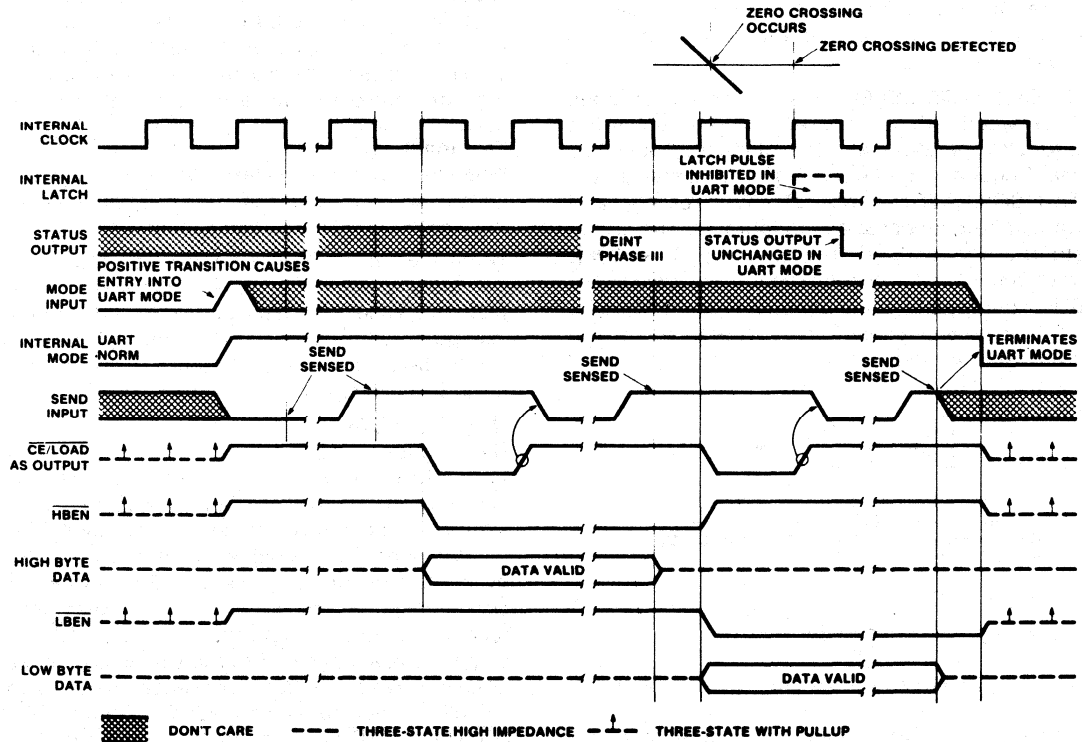 ZERO CROSSING
OCCURS
ZERO CROSSING DETECTED
INTERNAL
CLOCK
LATCH PULSE
INHIBITED IN
UART MODE
INTERNAL
LATCH
STATUS
OUTPUT
DEINT
PHASE III
STATUS OUTPUT
UNCHANGED IN
UART MODE
POSITIVE TRANSITION CAUSES
ENTRY INTO
UART MODE
MODE
INPUT
INTERNAL
MODE
UART
NORM
TERMINATES
UART MODE
SEND
SENSED
SEND
SENSED
SEND
SENSED
SEND
INPUT
CE/LOAD
AS OUTPUT
HBEN
HIGH BYTE
DATA
DATA VALID
LBEN
LOW BYTE
DATA
DATA VALID
DON'T CARE
THREE-STATE HIGH IMPEDANCE
THREE-STATE WITH PULLUP